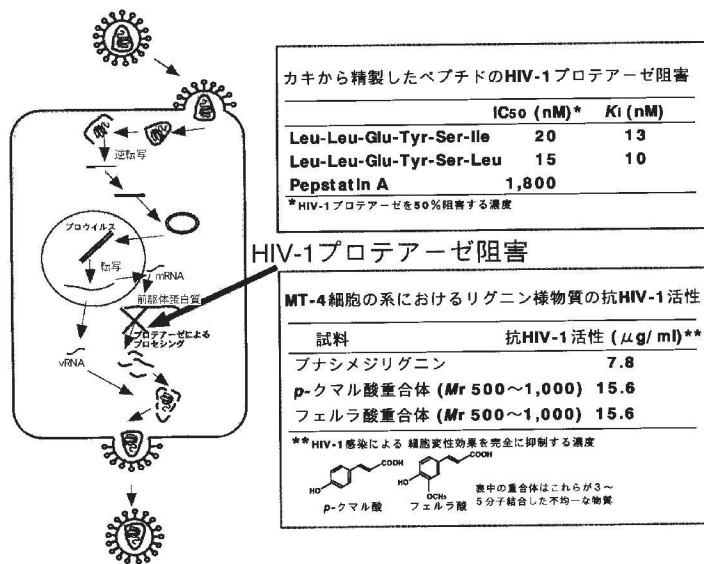 逆転写
プロウイルス
転写
mRNA
前駆体蛋白質
プロテアーゼによる
プロセシング
vRNA
カキから精製したペプチドのHIV-1プロテアーゼ阻害
IC50 (nM)* Ki (nM)
Leu-Leu-Glu-Tyr-Ser-Ile 20 13
Leu-Leu-Glu-Tyr-Ser-Leu 15 10
Pepstatin A 1,800
*HIV-1プロテアーゼを50%阻害する濃度
HIV-1プロテアーゼ阻害
MT-4細胞の系におけるリグニン様物質の抗HIV-1活性
試料 抗HIV-1活性 (μg/ml)**
ブナシメジリグニン 7.8
p-クマル酸重合体 (Mr 500～1,000) 15.6
フェルラ酸重合体 (Mr 500～1,000) 15.6
**HIV-1感染による 細胞変性効果を完全に抑制する濃度
COOH
HO
p-クマル酸
COOH
HO
OCH3
フェルラ酸
表中の重合体はこれらが3～
5分子結合した不均一な物質